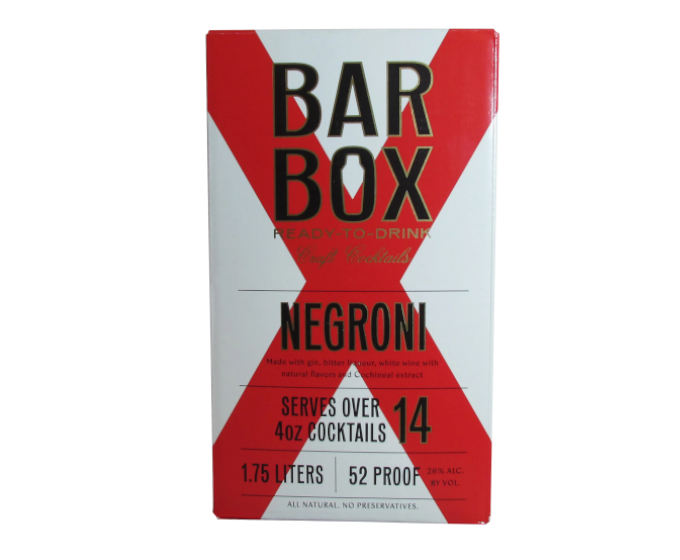 BAR
BOX
READY-TO-DRINK
Craft Cocktails
NEGRONI
Made with gin, bitter liqueur, white wine with
natural flavors and Cochineal extract
SERVES OVER 14
4oz COCKTAILS
1.75 LITERS 52 PROOF 26% ALC.
BY VOL.
ALL NATURAL. NO PRESERVATIVES.